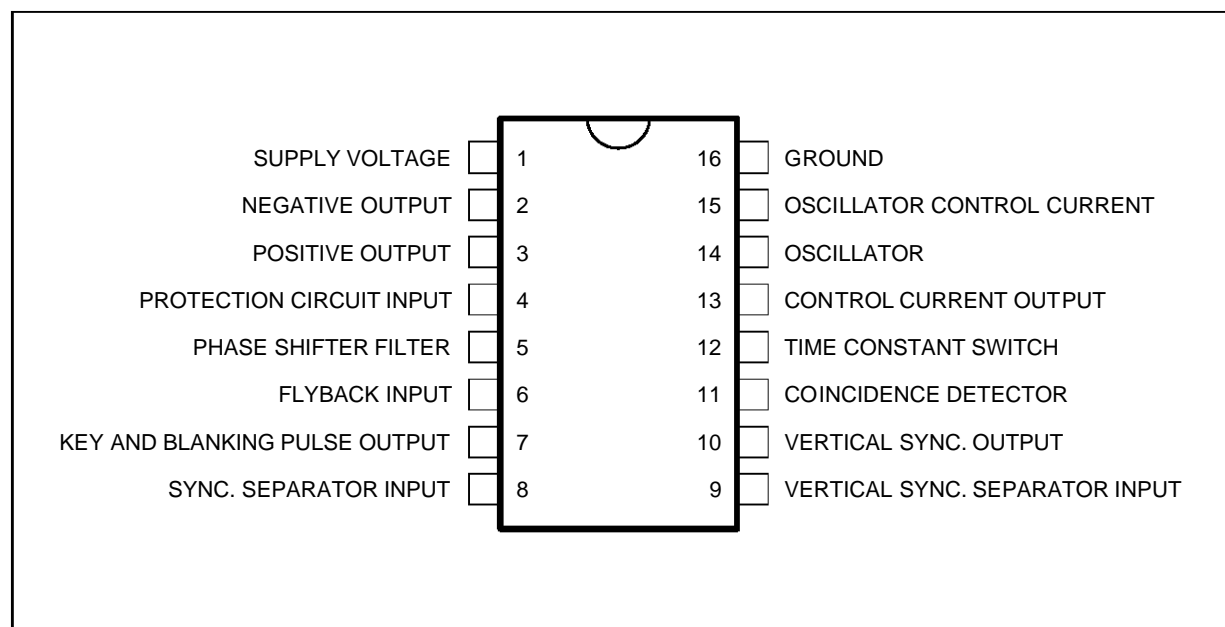 SUPPLY VOLTAGE 1 16 GROUND
NEGATIVE OUTPUT 2 15 OSCILLATOR CONTROL CURRENT
POSITIVE OUTPUT 3 14 OSCILLATOR
PROTECTION CIRCUIT INPUT 4 13 CONTROL CURRENT OUTPUT
PHASE SHIFTER FILTER 5 12 TIME CONSTANT SWITCH
FLYBACK INPUT 6 11 COINCIDENCE DETECTOR
KEY AND BLANKING PULSE OUTPUT 7 10 VERTICAL SYNC. OUTPUT
SYNC. SEPARATOR INPUT 8 9 VERTICAL SYNC. SEPARATOR INPUT